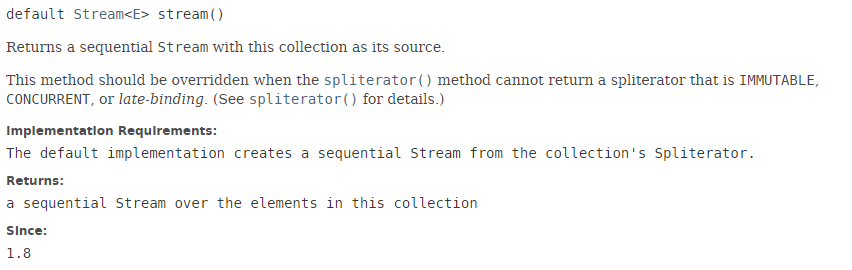 default Stream<E> stream()
Returns a sequential Stream with this collection as its source.
This method should be overridden when the spliterator() method cannot return a spliterator that is IMMUTABLE,
CONCURRENT, or late-binding. (See spliterator() for details.)
Implementation Requirements:
The default implementation creates a sequential Stream from the collection's Spliterator.
Returns:
a sequential Stream over the elements in this collection
Since:
1.8